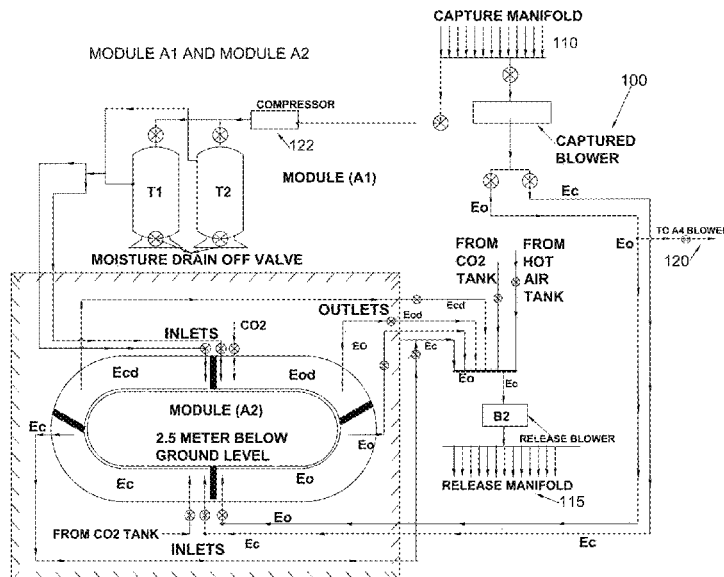 CAPTURE MANIFOLD
110
MODULE A1 AND MODULE A2
100
COMPRESSOR
122
CAPTURED
BLOWER
MODULE (A1)
T1
T2
Eo
Ec
MOISTURE DRAIN OFF VALVE
FROM
CO2
TANK
FROM
HOT
AIR
TANK
Eo
TO A4 BLOWER
120
OUTLETS
Ecd
Eod
INLETS
CO2
EO
Ec
Ecd
Eod
Eo
Ec
MODULE (A2)
2.5 METER BELOW
GROUND LEVEL
Ec
Eo
B2
RELEASE BLOWER
Ec
Eo
RELEASE MANIFOLD
115
FROM CO2 TANK
INLETS
Eo
Ec
Ec